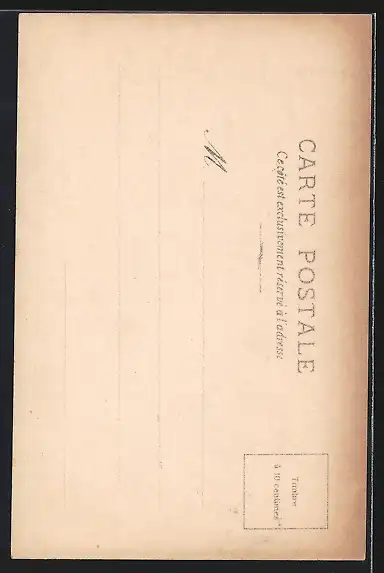 CARTE POSTALE
Ce côté est exclusivement réservé à l'adresse
Timbre
à 10 centimes
M